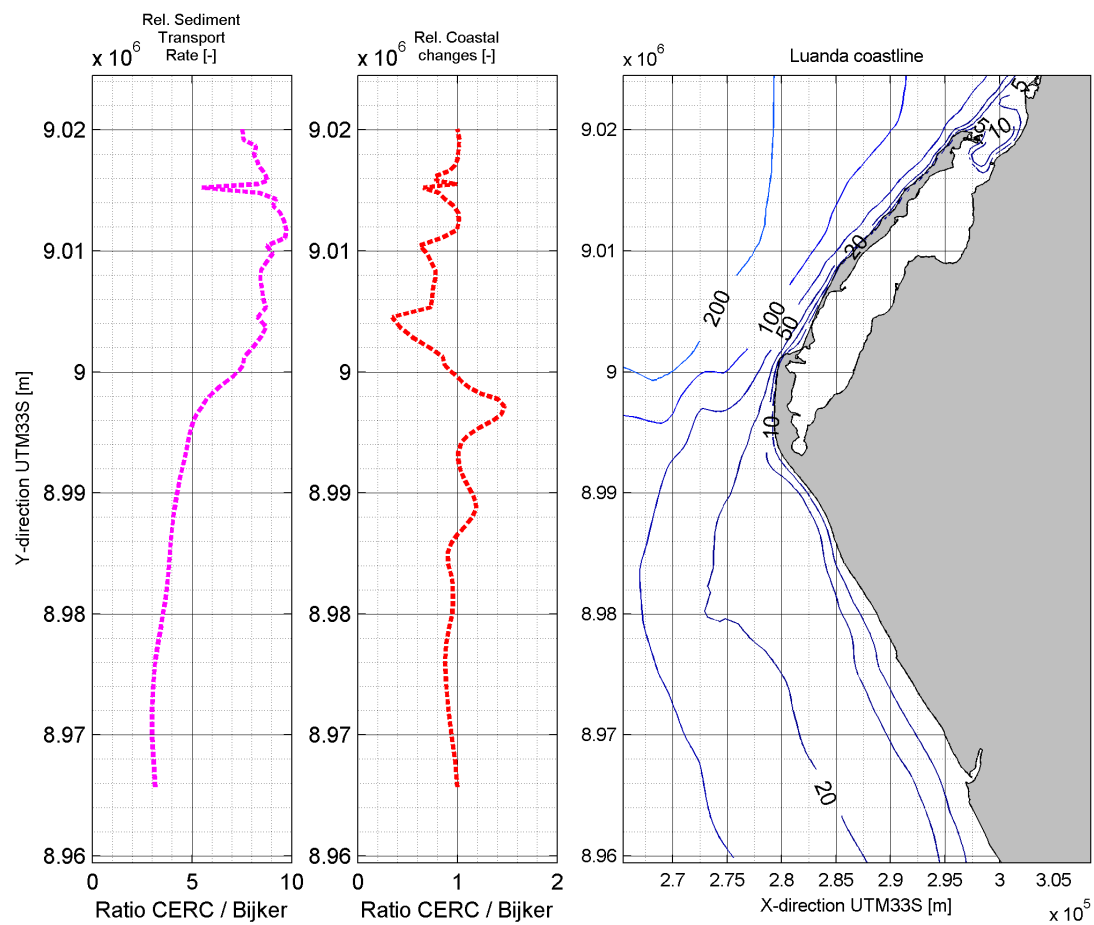 Rel. Sediment
Transport
Rate [-]
x 10^6
9.02
9.01
9
8.99
8.98
8.97
8.96
0 5 10
Ratio CERC / Bijker
Y-direction UTM33S [m]
Rel. Coastal
changes [-]
x 10^6
9.02
9.01
9
8.99
8.98
8.97
8.96
0 1 2
Ratio CERC / Bijker
Luanda coastline
x 10^6
9.02
9.01
9
8.99
8.98
8.97
8.96
5
5
10
20
200
100
50
10
20
2.7 2.75 2.8 2.85 2.9 2.95 3 3.05
X-direction UTM33S [m]
x 10^5